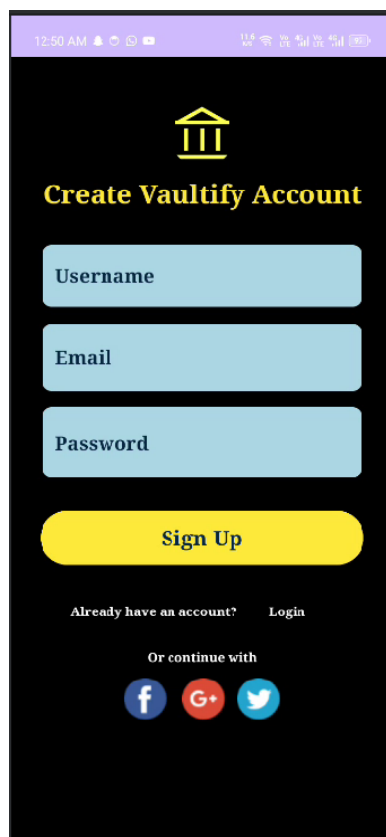 12:50 AM
Create Vaultify Account
Username
Email
Password
Sign Up
Already have an account? Login
Or continue with
f G+